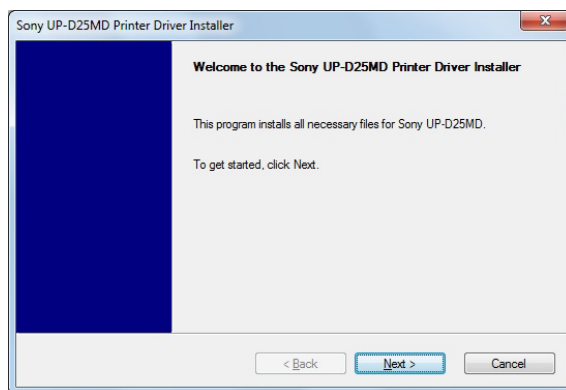 Sony UP-D25MD Printer Driver Installer
x
Welcome to the Sony UP-D25MD Printer Driver Installer
This program installs all necessary files for Sony UP-D25MD.
To get started, click Next.
< Back
Next >
Cancel